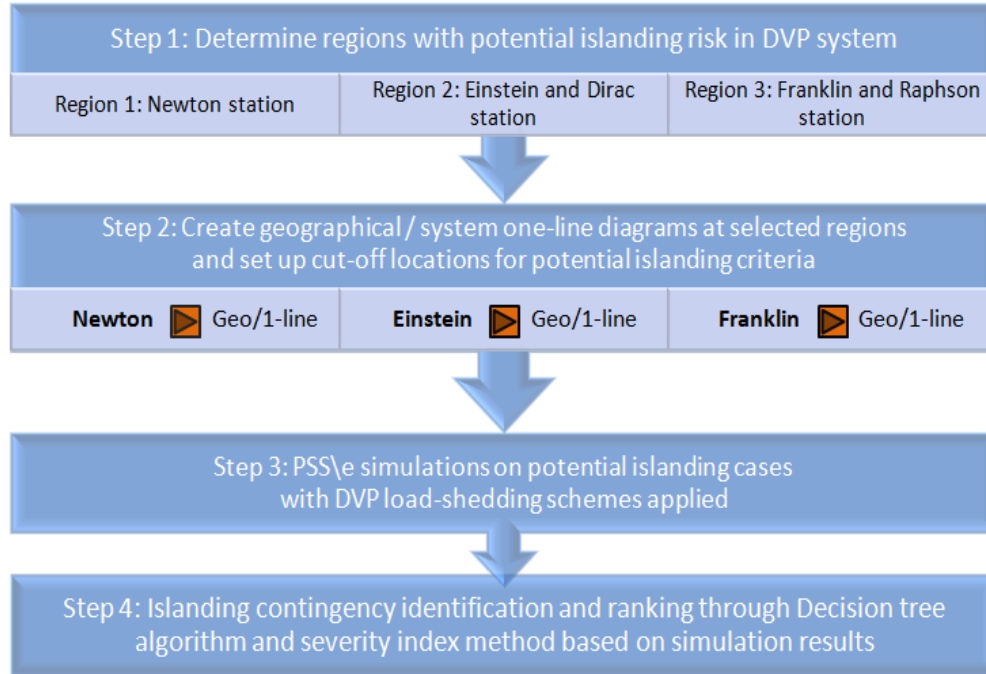 Step 1: Determine regions with potential islanding risk in DVP system
Region 1: Newton station
Region 2: Einstein and Dirac
station
Region 3: Franklin and Raphson
station
Step 2: Create geographical / system one-line diagrams at selected regions
and set up cut-off locations for potential islanding criteria
Newton Geo/1-line
Einstein Geo/1-line
Franklin Geo/1-line
Step 3: PSS\e simulations on potential islanding cases
with DVP load-shedding schemes applied
Step 4: Islanding contingency identification and ranking through Decision tree
algorithm and severity index method based on simulation results